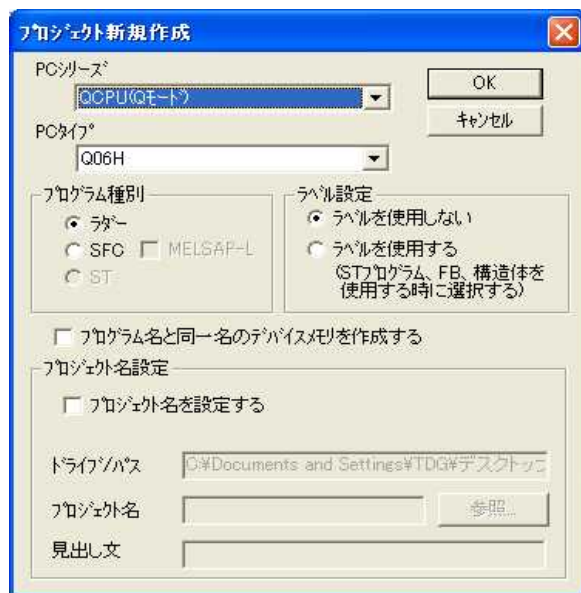 プロジェクト新規作成
PCシリーズ
QCPU(Qモード)
OK
キャンセル
PCタイプ
Q06H
プログラム種別
ラダー
SFC MELSAP-L
ST
ラベル設定
ラベルを使用しない
ラベルを使用する
(STプログラム、FB、構造体を
使用する時に選択する)
プログラム名と同一名のデバイスメモリを作成する
プロジェクト名設定
プロジェクト名を設定する
ドライブ/パス C:¥Documents and Settings¥TDG¥デスクトップ
プロジェクト名 参照...
見出し文